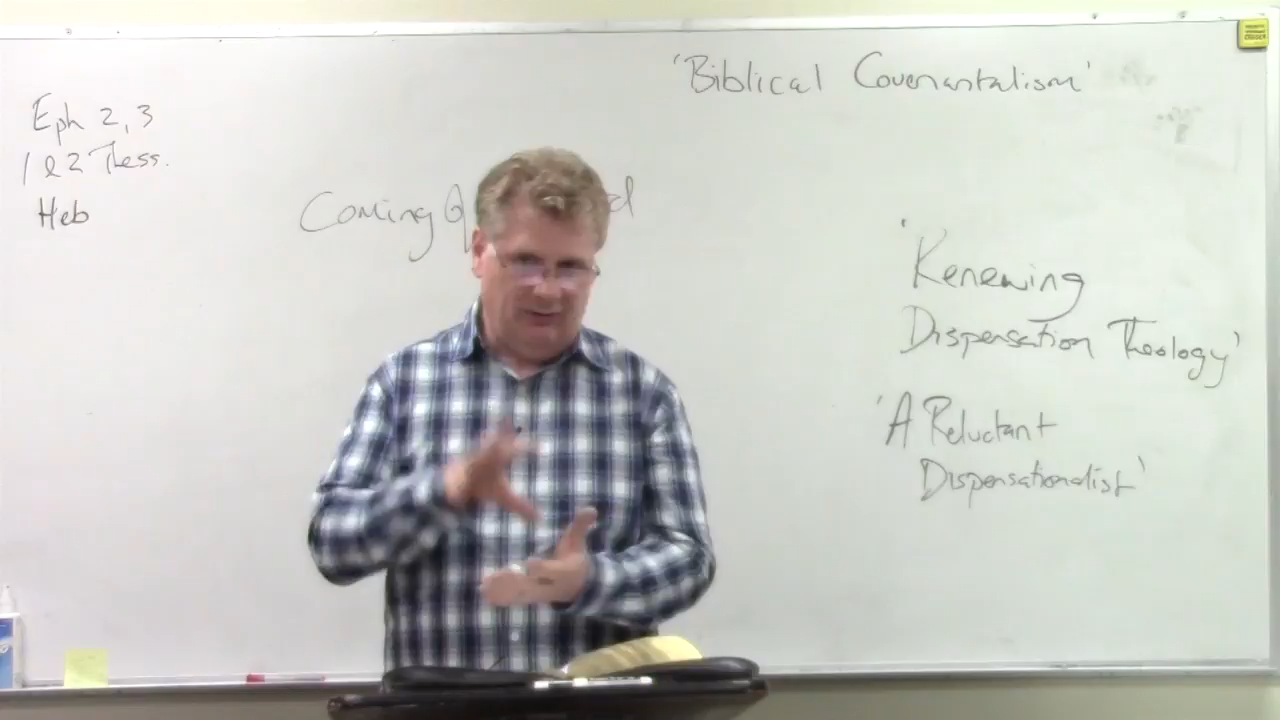 'Biblical Covenantalism'
Eph 2, 3
1 & 2 Thess.
Heb
Coming
'Renewing
Dispensation Theology'
'A Reluctant
Dispensationalist'